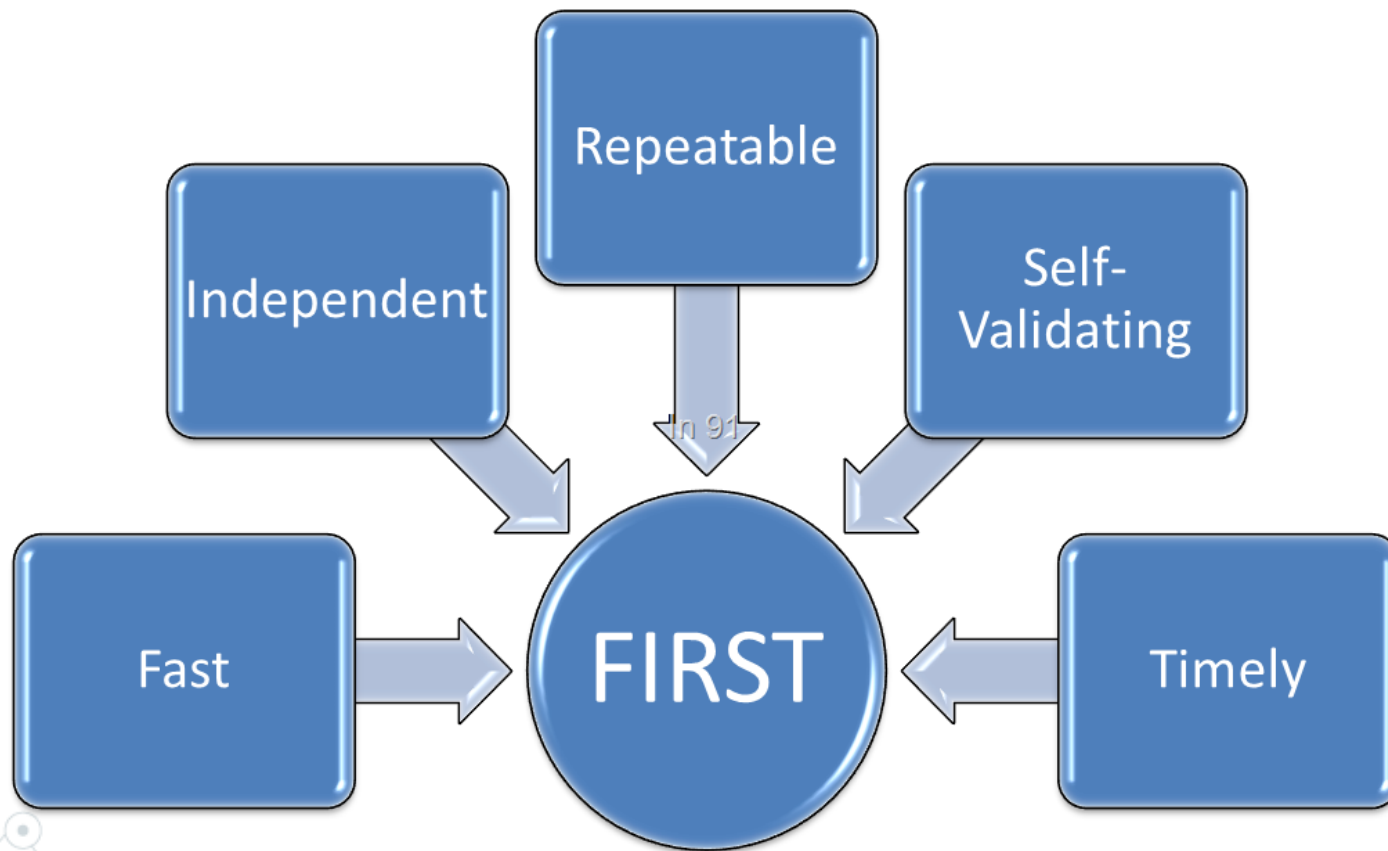 Repeatable
Independent
Self-
Validating
In 91
FIRST
Fast
Timely